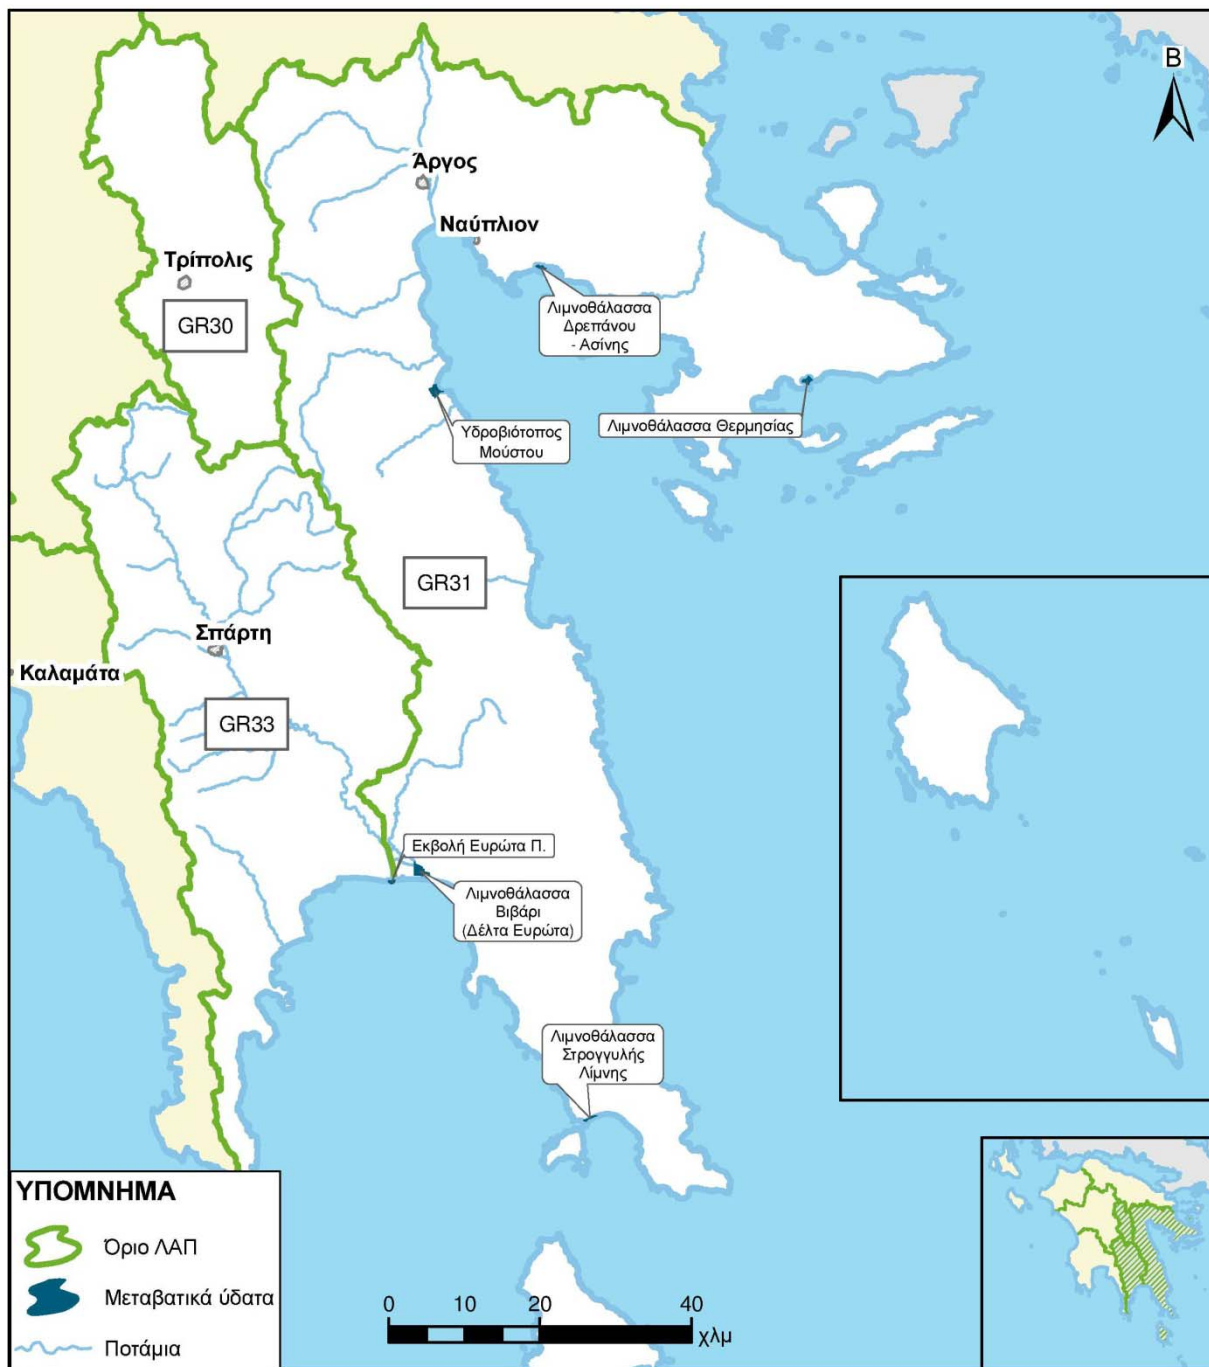 Β
Άργος
Ναύπλιον
Τρίπολις
GR30
Λιμνοθάλασσα
Δρεπάνου
- Ασίνης
Υδροβιότοπος
Μούστου
Λιμνοθάλασσα Θερμησίας
GR31
Σπάρτη
Καλαμάτα
GR33
Εκβολή Ευρώτα Π.
Λιμνοθάλασσα
Βιβάρι
(Δέλτα Ευρώτα)
Λιμνοθάλασσα
Στρογγυλής
Λίμνης
ΥΠΟΜΝΗΜΑ
Όριο ΛΑΠ
Μεταβατικά ύδατα
Ποτάμια
0 10 20 40
χλμ